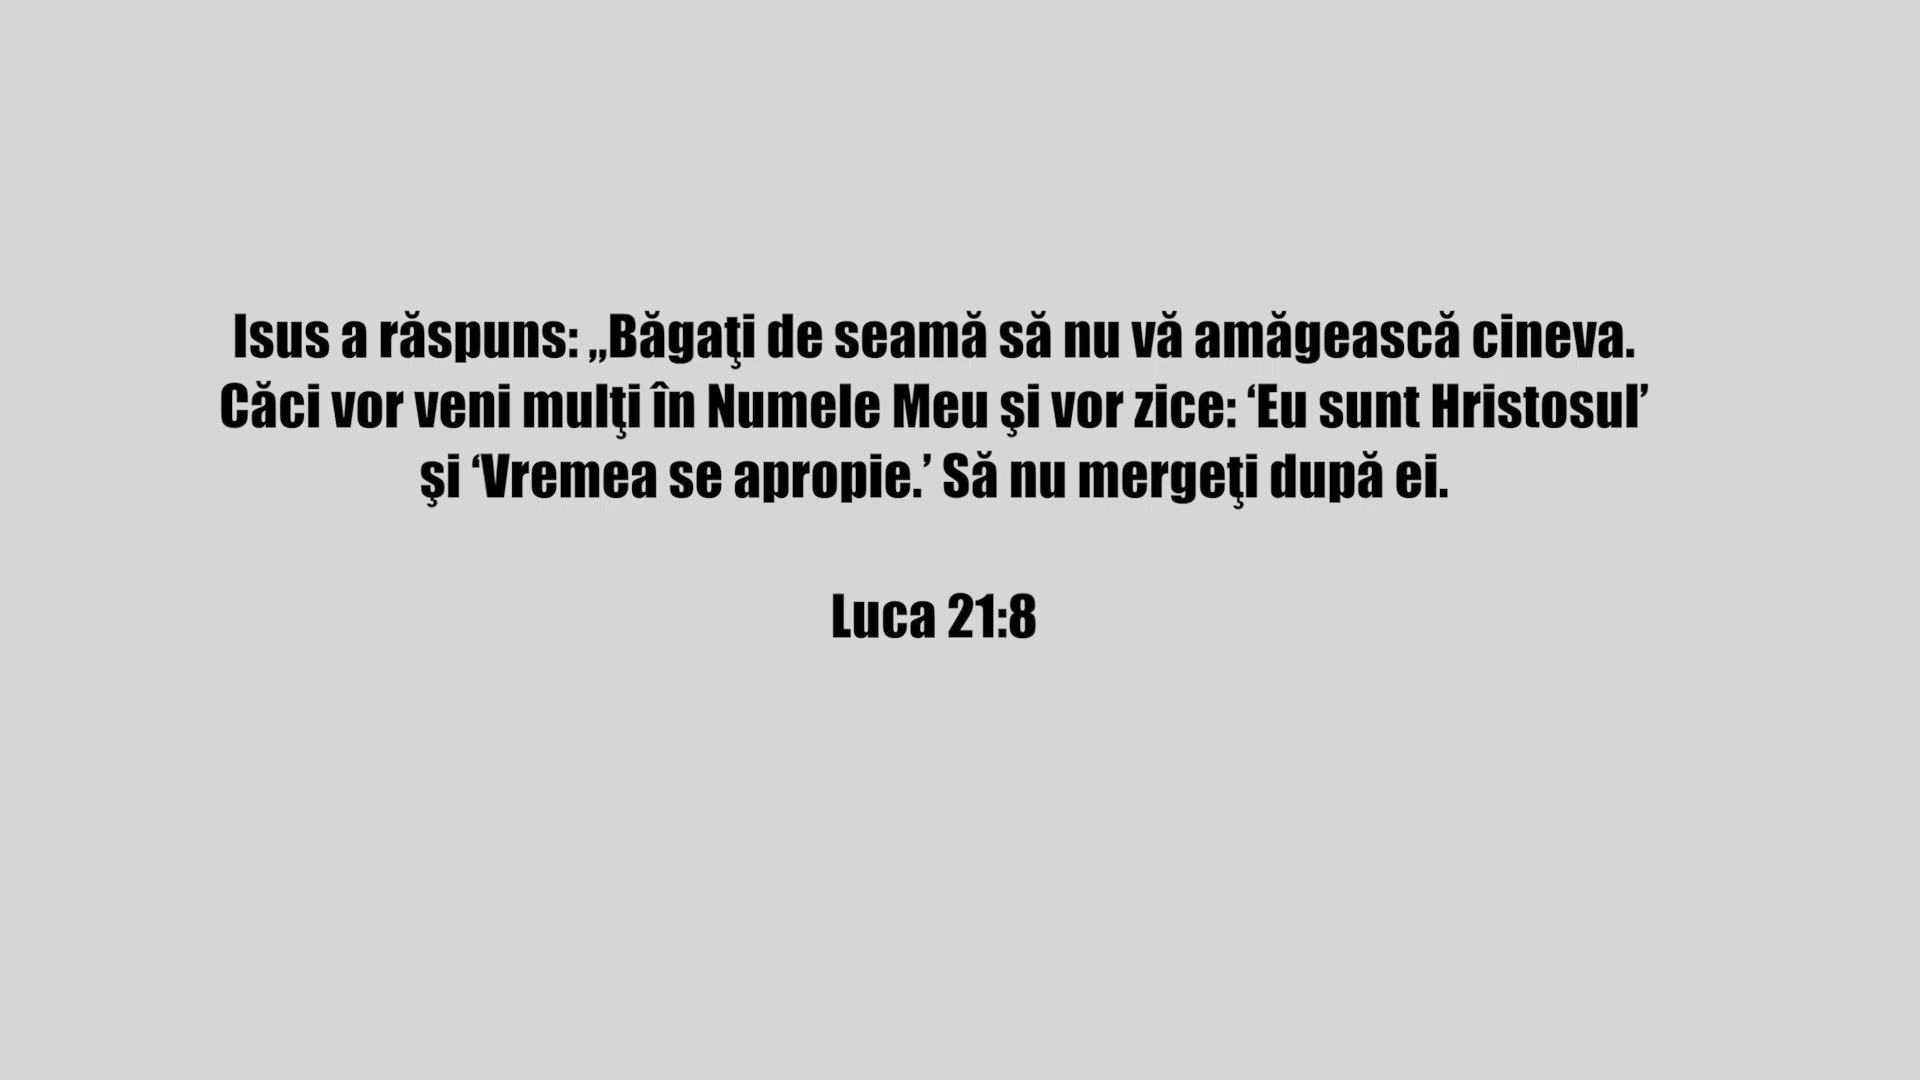 Isus a răspuns: „Băgaţi de seamă să nu vă amăgească cineva.
Căci vor veni mulţi în Numele Meu şi vor zice: ‘Eu sunt Hristosul’
şi ‘Vremea se apropie.’ Să nu mergeţi după ei.
Luca 21:8